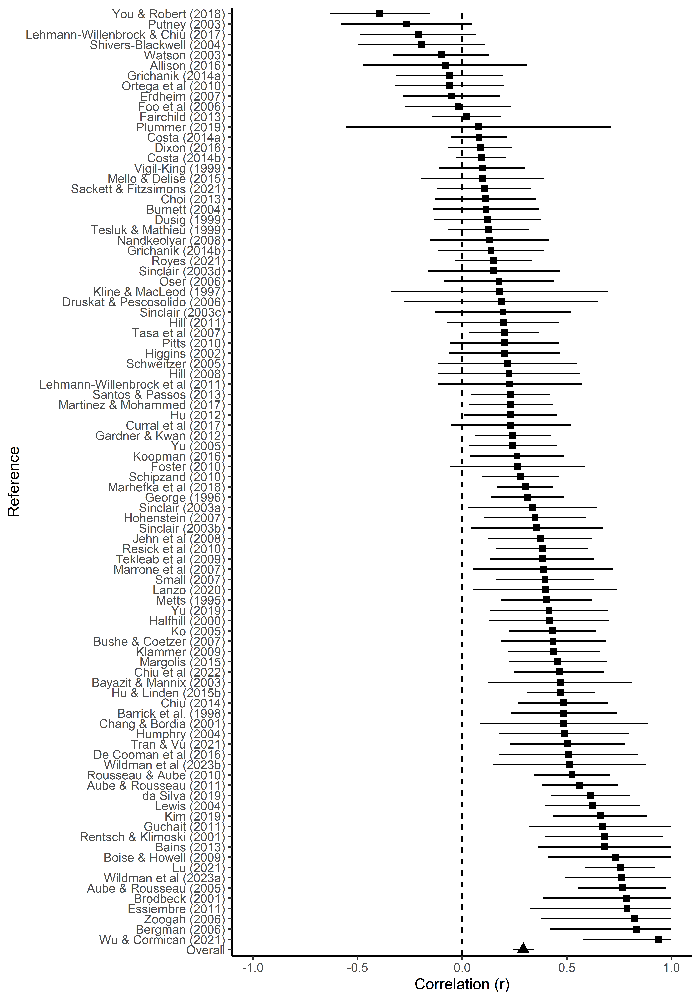 You & Robert (2018)
Putney (2003)
Lehmann-Willenbrock & Chiu (2017)
Shivers-Blackwell (2004)
Watson (2003)
Allison (2016)
Grichanik (2014a)
Ortega et al (2010)
Erdheim (2007)
Foo et al (2006)
Fairchild (2013)
Plummer (2019)
Costa (2014a)
Dixon (2016)
Costa (2014b)
Vigil-King (1999)
Mello & Delise (2015)
Sackett & Fitzsimons (2021)
Choi (2013)
Burnett (2004)
Dusig (1999)
Tesluk & Mathieu (1999)
Nandkeolyar (2008)
Grichanik (2014b)
Royes (2021)
Sinclair (2003d)
Oser (2006)
Kline & MacLeod (1997)
Druskat & Pescosolido (2006)
Sinclair (2003c)
Hill (2011)
Tasa et al (2007)
Pitts (2010)
Higgins (2002)
Schweitzer (2005)
Hill (2008)
Lehmann-Willenbrock et al (2011)
Santos & Passos (2013)
Martinez & Mohammed (2017)
Hu (2012)
Curral et al (2017)
Gardner & Kwan (2012)
Yu (2005)
Koopman (2016)
Foster (2010)
Schipzand (2010)
Marhefka et al (2018)
George (1996)
Sinclair (2003a)
Hohenstein (2007)
Sinclair (2003b)
Jehn et al (2008)
Resick et al (2010)
Tekleab et al (2009)
Marrone et al (2007)
Small (2007)
Lanzo (2020)
Metts (1995)
Yu (2019)
Halfhill (2000)
Ko (2005)
Bushe & Coetzer (2007)
Klammer (2009)
Margolis (2015)
Chiu et al (2022)
Bayazit & Mannix (2003)
Hu & Linden (2015b)
Chiu (2014)
Barrick et al. (1998)
Chang & Bordia (2001)
Humphry (2004)
Tran & Vu (2021)
De Cooman et al (2016)
Wildman et al (2023b)
Rousseau & Aube (2010)
Aube & Rousseau (2011)
da Silva (2019)
Lewis (2004)
Kim (2019)
Guchait (2011)
Rentsch & Klimoski (2001)
Bains (2013)
Boise & Howell (2009)
Lu (2021)
Wildman et al (2023a)
Aube & Rousseau (2005)
Brodbeck (2001)
Essiembre (2011)
Zoogah (2006)
Bergman (2006)
Wu & Cormican (2021)
Overall
Reference
-1.0 -0.5 0.0 0.5 1.0
Correlation (r)